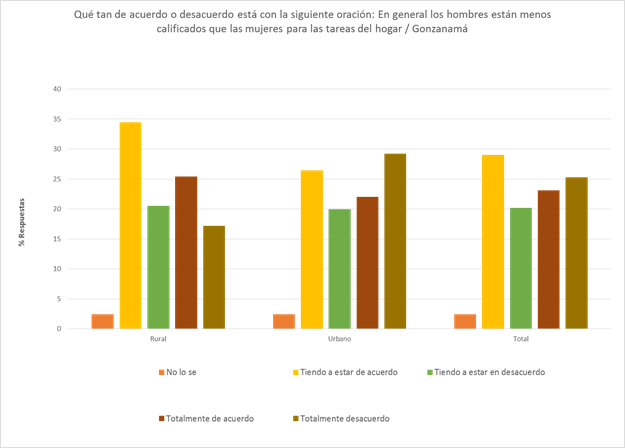 Qué tan de acuerdo o desacuerdo está con la siguiente oración: En general los hombres están menos
calificados que las mujeres para las tareas del hogar / Gonzanamá
40
35
30
25
20
15
10
5
0
% Respuestas
Rural Urbano Total
No lo se Tiendo a estar de acuerdo Tiendo a estar en desacuerdo
Totalmente de acuerdo Totalmente desacuerdo